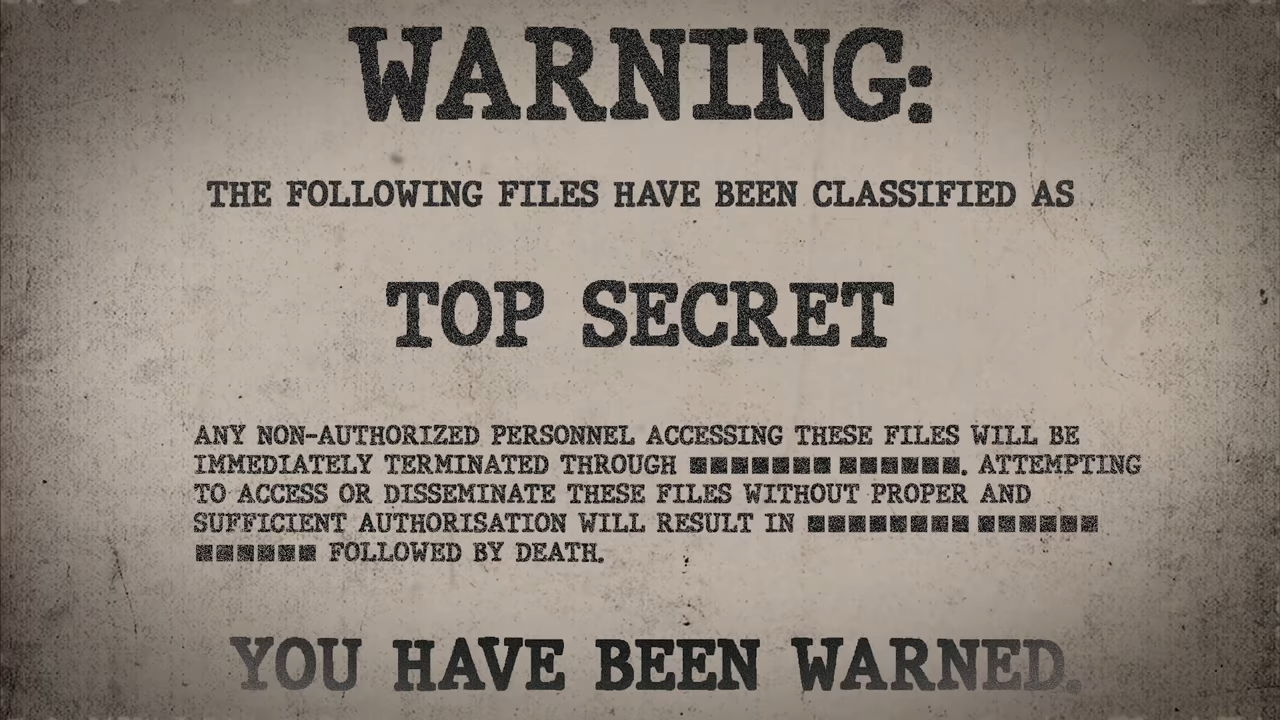 WARNING:
THE FOLLOWING FILES HAVE BEEN CLASSIFIED AS
TOP SECRET
ANY NON-AUTHORIZED PERSONNEL ACCESSING THESE FILES WILL BE
IMMEDIATELY TERMINATED THROUGH ■■■■■■■ ■■■■■■. ATTEMPTING
TO ACCESS OR DISSEMINATE THESE FILES WITHOUT PROPER AND
SUFFICIENT AUTHORISATION WILL RESULT IN ■■■■■■■■ ■■■■■■
■■■■■■ FOLLOWED BY DEATH.
YOU HAVE BEEN WARNED.